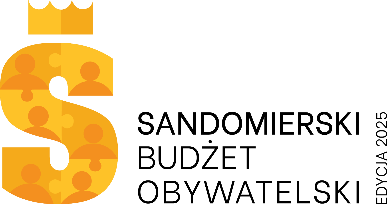 Ś
SANDOMIERSKI
BUDŻET
OBYWATELSKI
EDYCJA 2025